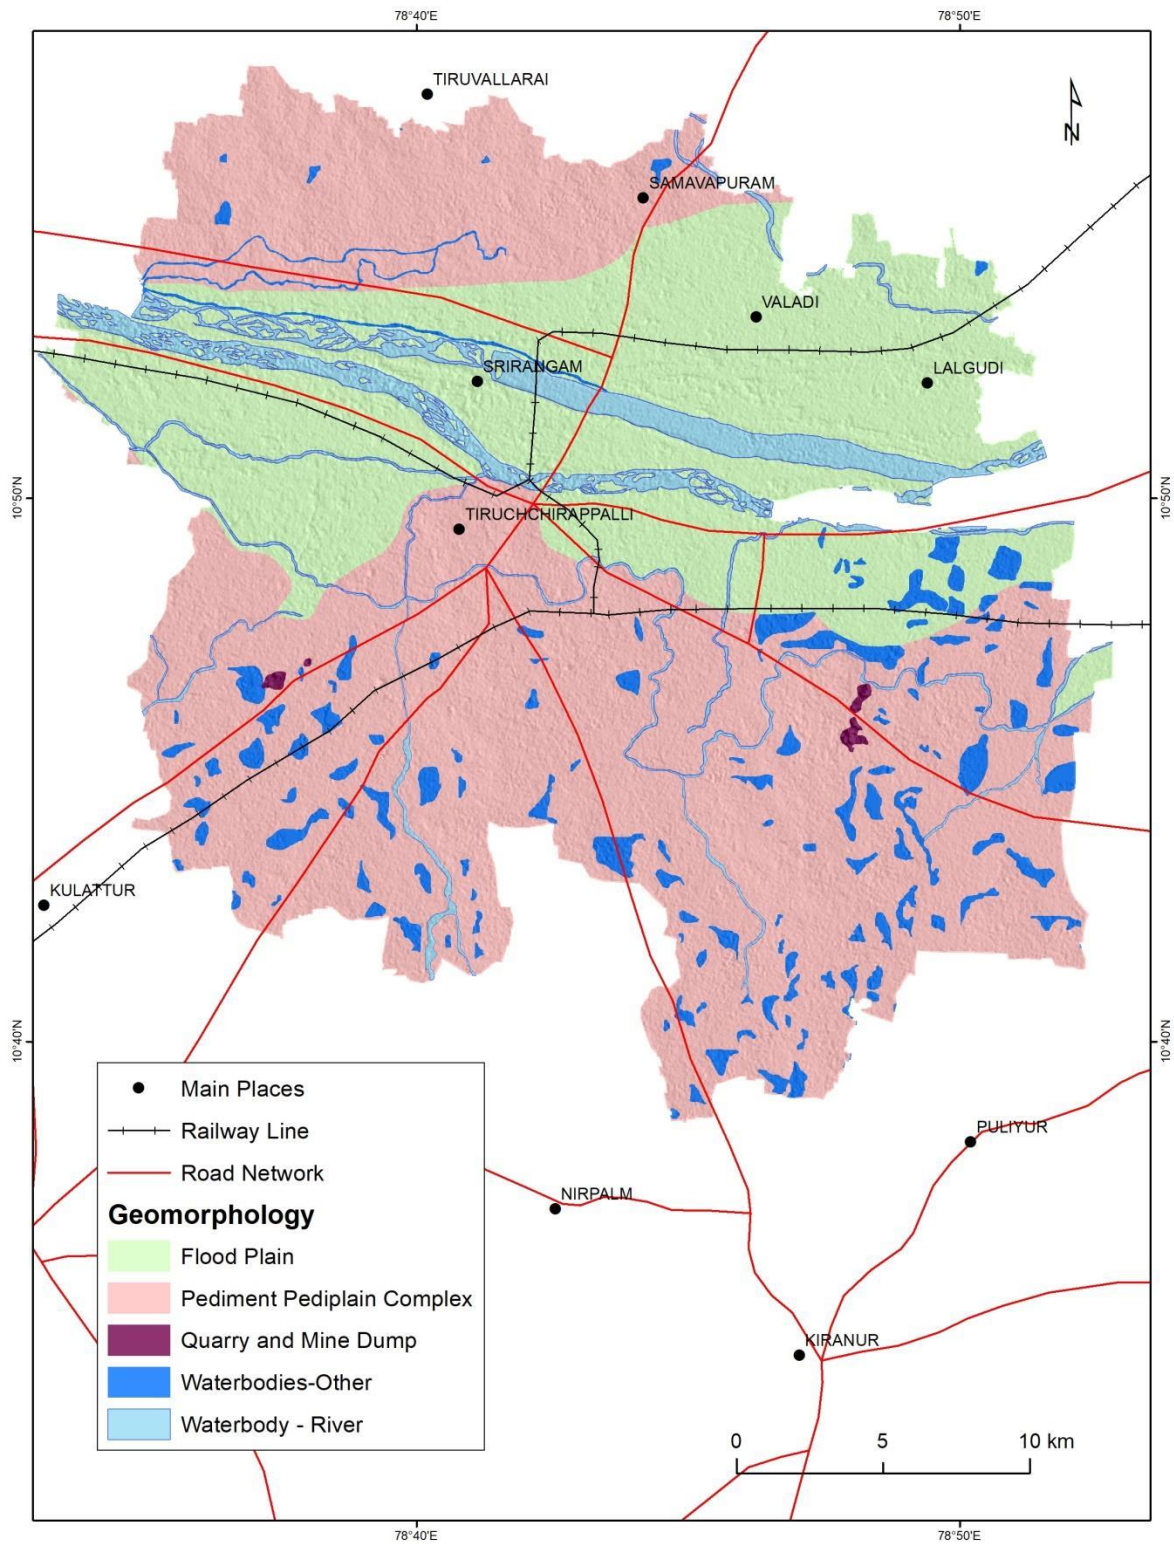 78°40'E
78°50'E
TIRUVALLARAI
N
SAMAVAPURAM
VALADI
SRIRANGAM
LALGUDI
10°50'N
10°50'N
TIRUCHCHIRAPPALLI
KULATTUR
10°40'N
10°40'N
Main Places
Railway Line
Road Network
Geomorphology
Flood Plain
Pediment Pediplain Complex
Quarry and Mine Dump
Waterbodies-Other
Waterbody - River
PULIYUR
NIRPALM
KIRANUR
0 5 10 km
78°40'E
78°50'E